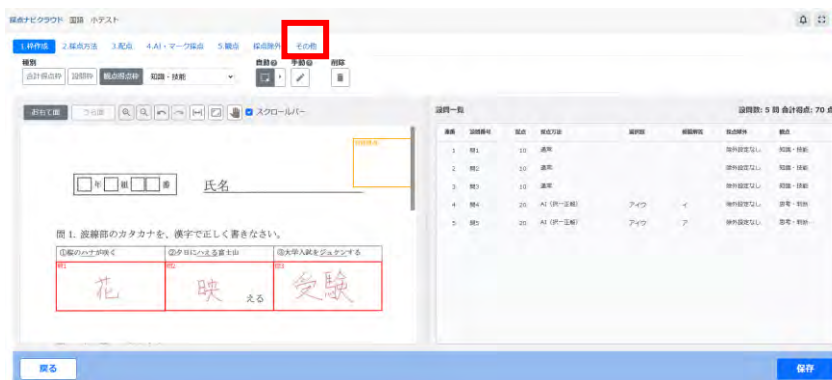 採点ナビクラウド 国語 小テスト
1.枠作成 2.採点方法 3.配点 4.AI・マーク採点 5.観点 採点除外 その他
種別 自動 手動 削除
合計得点枠 設問枠 観点得点枠 知識・技能
おもて面 うら面 スクロールバー
年 組 番 氏名
問1. 波線部のカタカナを、漢字で正しく書きなさい。
①桜のハナが咲く ②夕日にハえる富士山 ③大学入試をジュケンする
問1 問2 問3
花 映 える 受験
設問一覧 設問数: 5 問 合計得点: 70 点
設問番号 配点 採点方法 選択肢 採点除外 観点
1 問1 10 通常 除外設定なし 知識・技能
2 問2 10 通常 除外設定なし 知識・技能
3 問3 10 通常 除外設定なし 知識・技能
4 問4 20 AI (択一正解) アイウ イ 除外設定なし 思考・判断…
5 問5 20 AI (択一正解) アイウ ア 除外設定なし 思考・判断…
戻る 保存